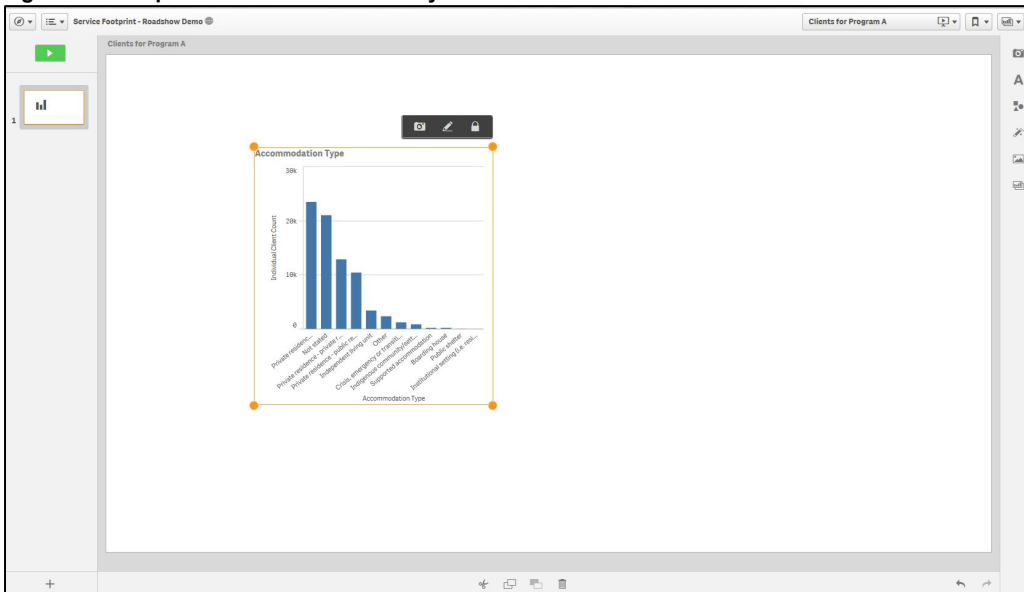 Service Footprint - Roadshow Demo
Clients for Program A
Clients for Program A
1
A
Accommodation Type
30k
20k
10k
0
Individual Client Count
Private residenc...
Not stated
Private residence - private r...
Private residence - public re...
Independent living unit
Other
Crisis, emergency or transiti...
Indigenous community/sett...
Supported accommodation
Boarding house
Public shelter
Institutional setting (i.e. resi...
Accommodation Type